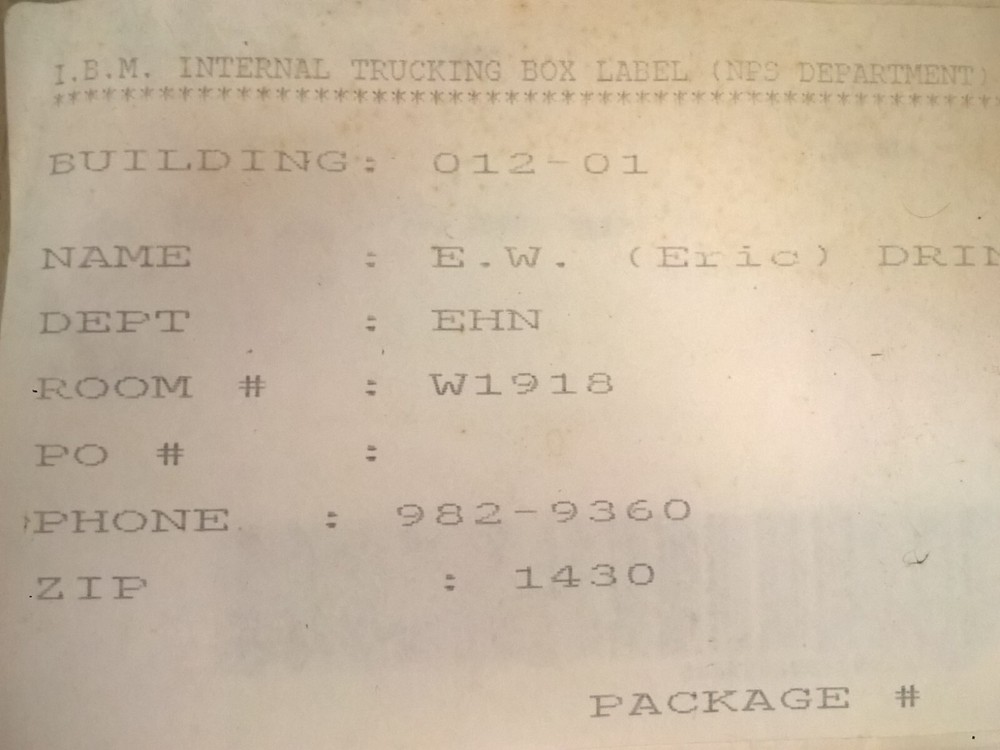 I.B.M. INTERNAL TRUCKING BOX LABEL (NPS DEPARTMENT)
***************************************************************
BUILDING: 012-01
NAME : E.W. (Eric) DRIN
DEPT : EHN
ROOM # : W1918
PO # :
PHONE : 982-9360
ZIP : 1430
PACKAGE #